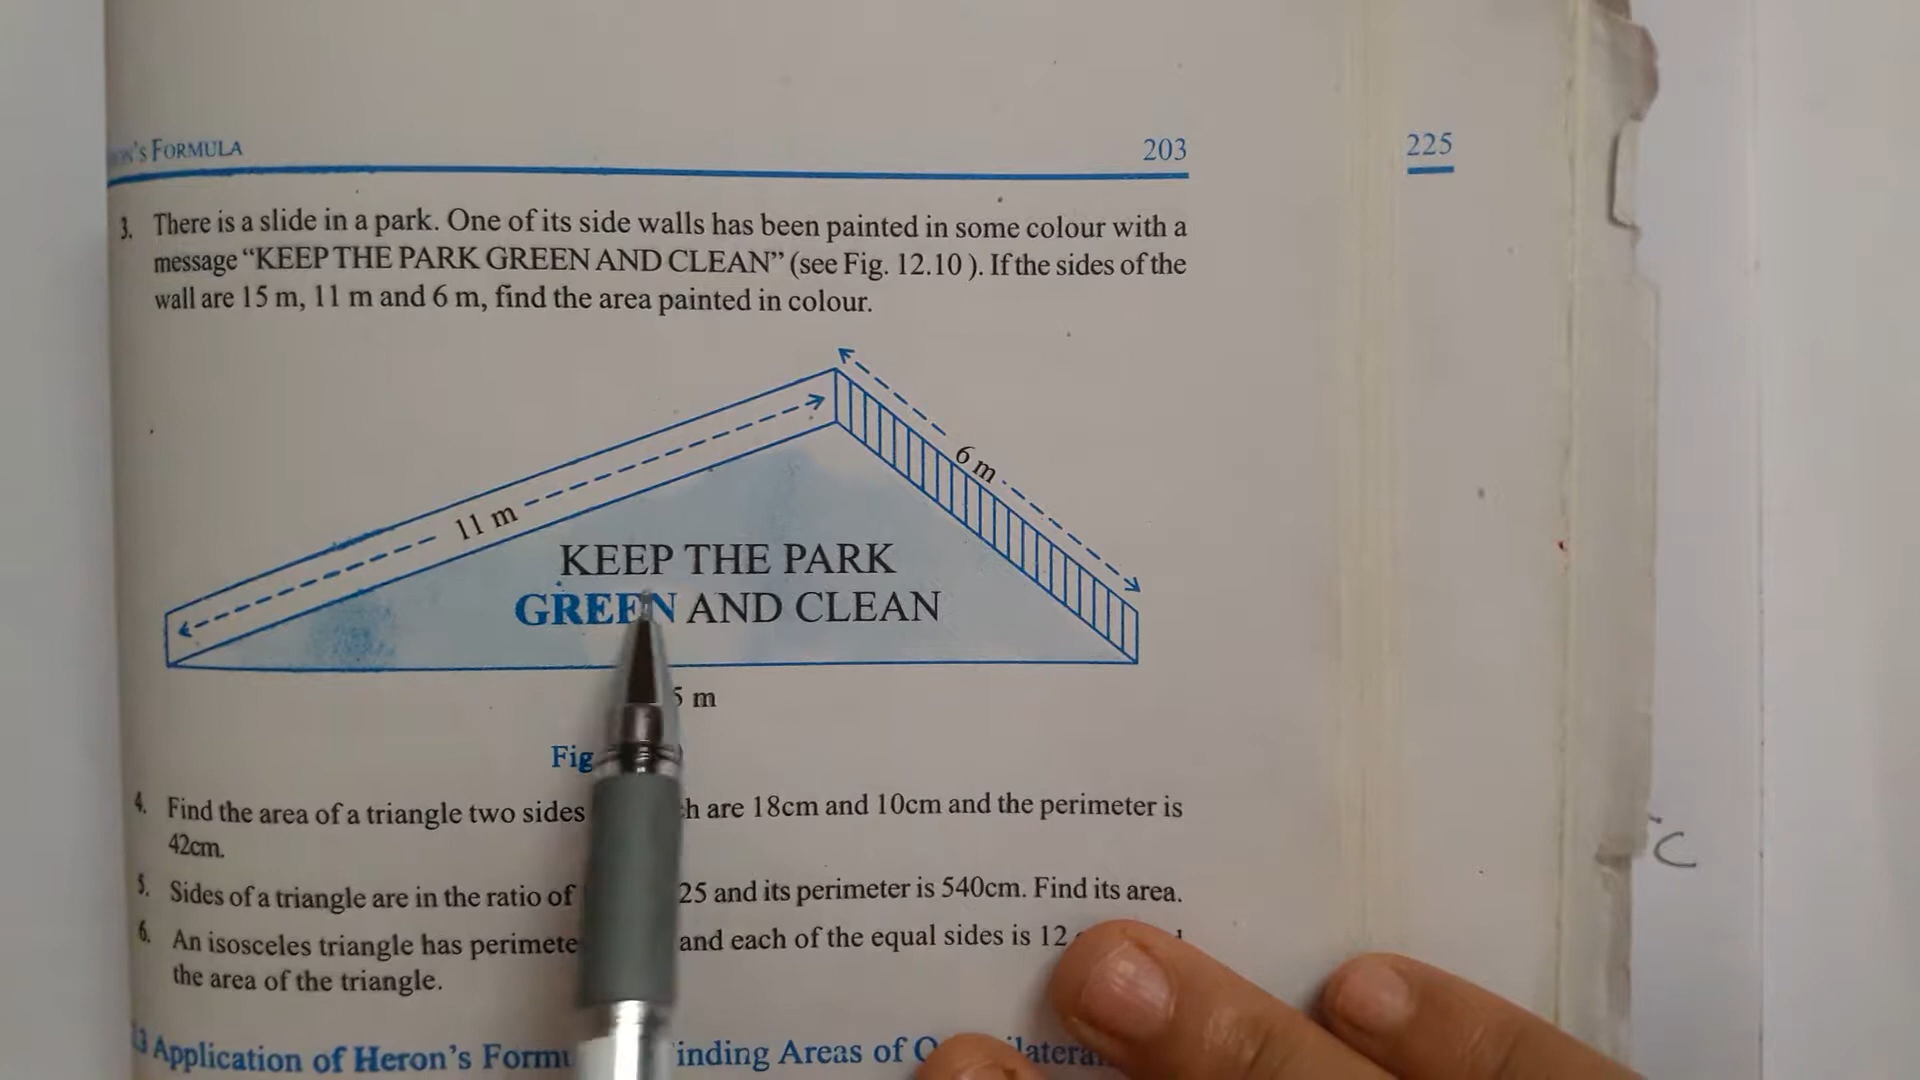 's FORMULA 203 225
3. There is a slide in a park. One of its side walls has been painted in some colour with a
message “KEEP THE PARK GREEN AND CLEAN” (see Fig. 12.10 ). If the sides of the
wall are 15 m, 11 m and 6 m, find the area painted in colour.
6 m
11 m
KEEP THE PARK
GREEN AND CLEAN
5 m
Fig
4. Find the area of a triangle two sides h are 18cm and 10cm and the perimeter is
42cm.
5. Sides of a triangle are in the ratio of 25 and its perimeter is 540cm. Find its area.
6. An isosceles triangle has perimete and each of the equal sides is 12
the area of the triangle.
Application of Heron's Form inding Areas of
C